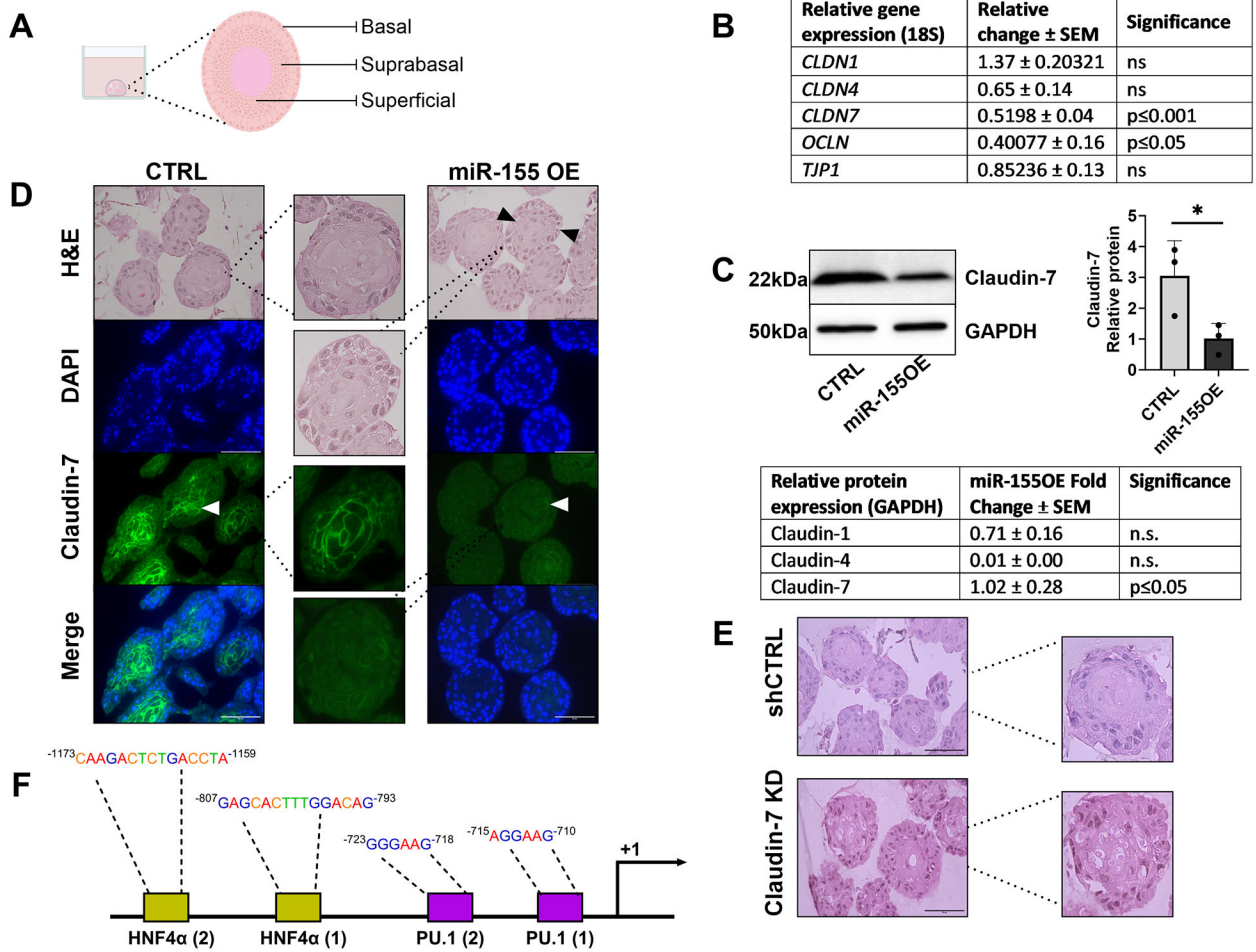 A
Basal
Suprabasal
Superficial
B
Relative gene expression (18S) Relative change ± SEM Significance
CLDN1 1.37 ± 0.20321 ns
CLDN4 0.65 ± 0.14 ns
CLDN7 0.5198 ± 0.04 p≤0.001
OCLN 0.40077 ± 0.16 p≤0.05
TJP1 0.85236 ± 0.13 ns
C
22kDa Claudin-7
50kDa GAPDH
CTRL miR-155OE
*
Claudin-7
Relative protein
5
4
3
2
1
0
CTRL miR-155OE
Relative protein expression (GAPDH) miR-155OE Fold Change ± SEM Significance
Claudin-1 0.71 ± 0.16 n.s.
Claudin-4 0.01 ± 0.00 n.s.
Claudin-7 1.02 ± 0.28 p≤0.05
D
CTRL miR-155 OE
H&E
DAPI
Claudin-7
Merge
E
shCTRL
Claudin-7 KD
F
-1173CAAGACTCTGACCTA-1159
-807GAGCACTTTGGACAG-793
-723GGGAAG-718
-715AGGAAG-710
+1
HNF4α (2) HNF4α (1) PU.1 (2) PU.1 (1)